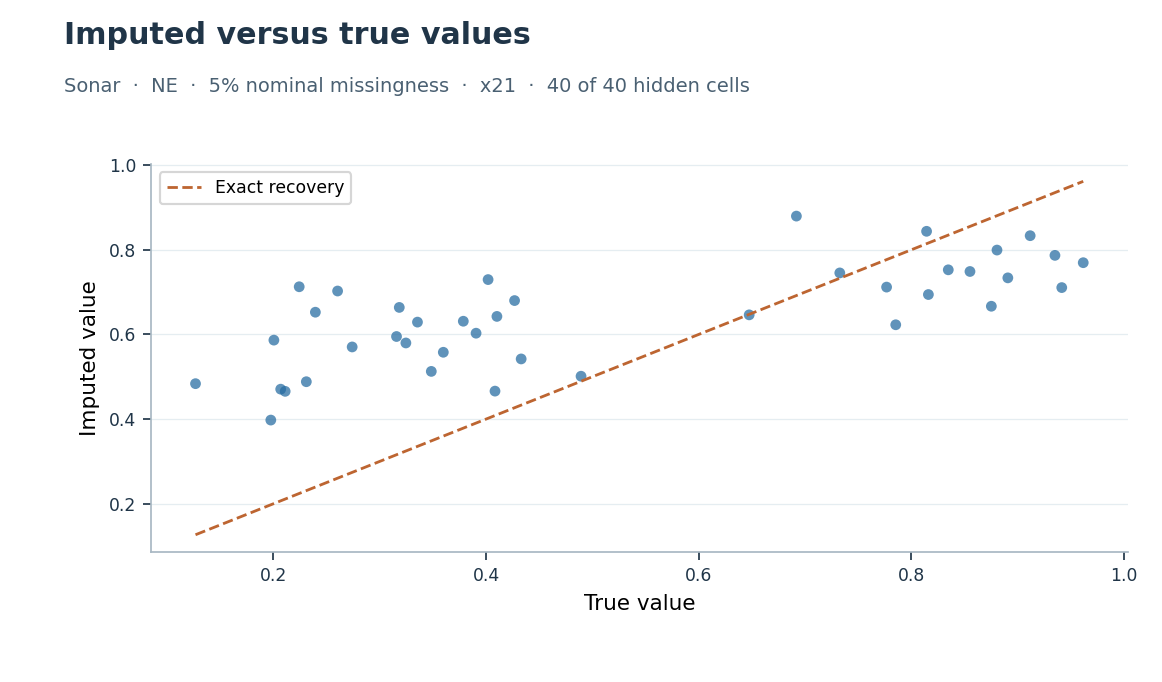 Imputed versus true values
Sonar · NE · 5% nominal missingness · x21 · 40 of 40 hidden cells
Exact recovery
1.0
0.8
0.6
0.4
0.2
Imputed value
0.2 0.4 0.6 0.8 1.0
True value